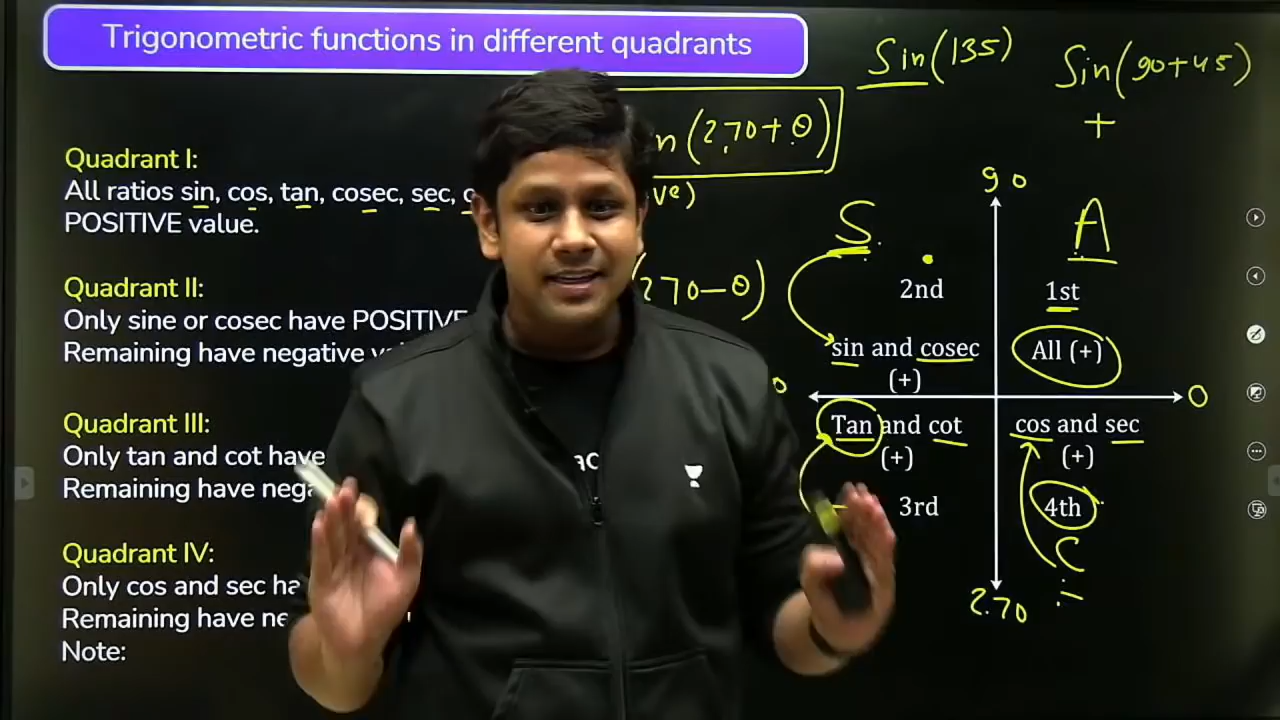 Trigonometric functions in different quadrants
Sin(135)
Sin(90+45)
+
n(270+θ)
ve)
(270-θ)
Quadrant I:
All ratios sin, cos, tan, cosec, sec,
POSITIVE value.
Quadrant II:
Only sine or cosec have POSITIVE
Remaining have negative
Quadrant III:
Only tan and cot have
Remaining have
Quadrant IV:
Only cos and sec
Remaining have
Note:
90
S
A
2nd
1st
sin and cosec
(+)
All (+)
0
0
Tan and cot
(+)
3rd
cos and sec
(+)
4th
C
270